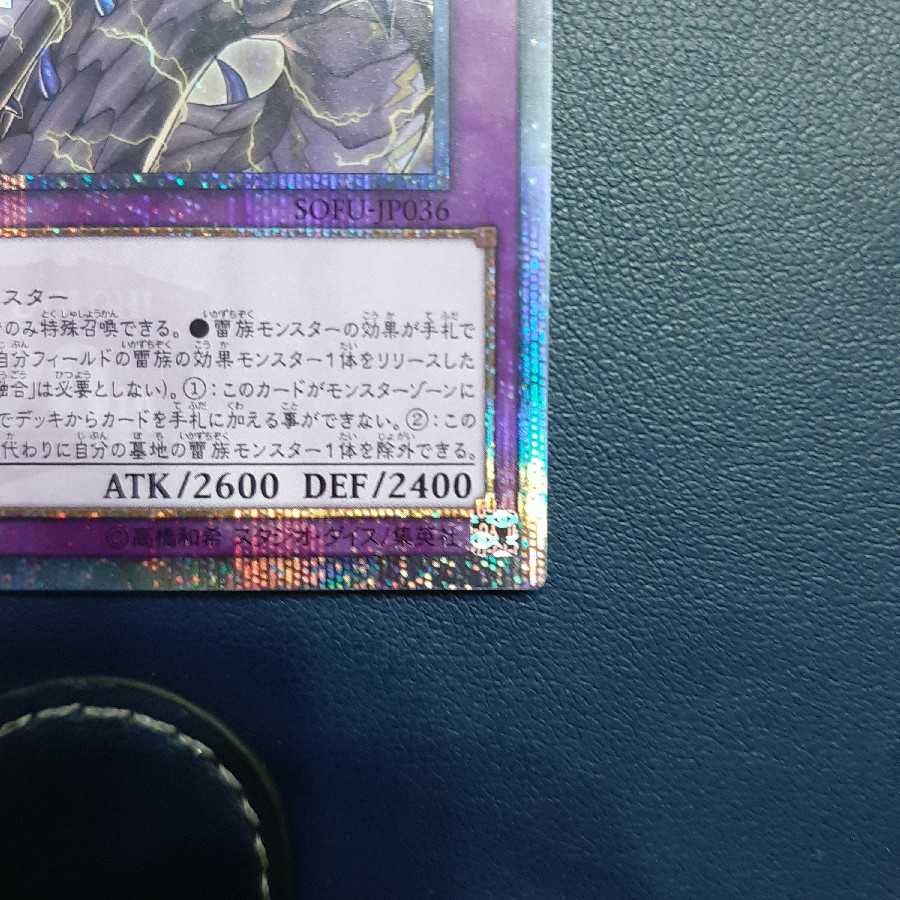 SOFU-JP036
スター
のみ特殊召喚できる。●雷族モンスターの効果が手札で
自分フィールドの雷族の効果モンスター1体をリリースした
融合」は必要としない)。①:このカードがモンスターゾーンに
でデッキからカードを手札に加える事ができない。②:この
代わりに自分の墓地の雷族モンスター1体を除外できる。
ATK/2600 DEF/2400
©高橋和希 スタジオ・ダイス/集英社